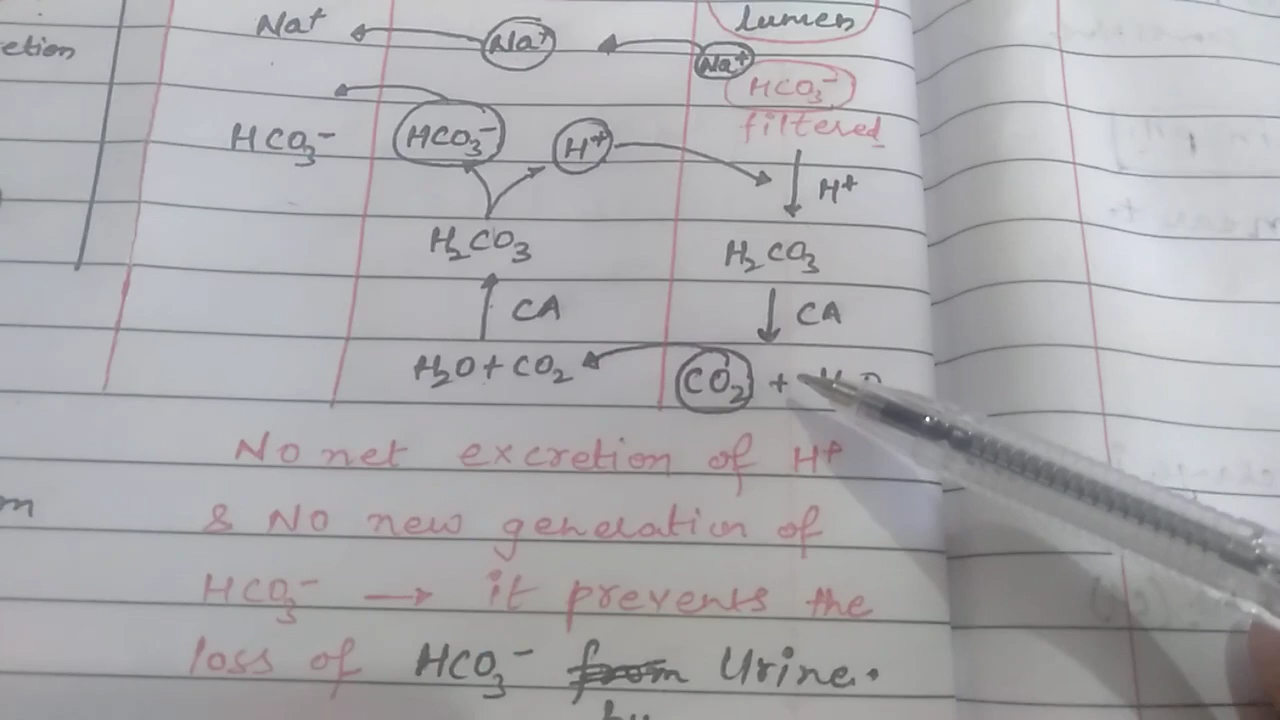 lumen
Na⁺ Na⁺ Na⁺
etion
HCO₃⁻
filtered
HCO₃⁻ HCO₃⁻ H⁺
H⁺
H₂CO₃ H₂CO₃
CA CA
H₂O + CO₂ CO₂ +
No net excretion of H⁺
& No new generation of
HCO₃⁻ → it prevents the
loss of HCO₃⁻ from Urine.
by